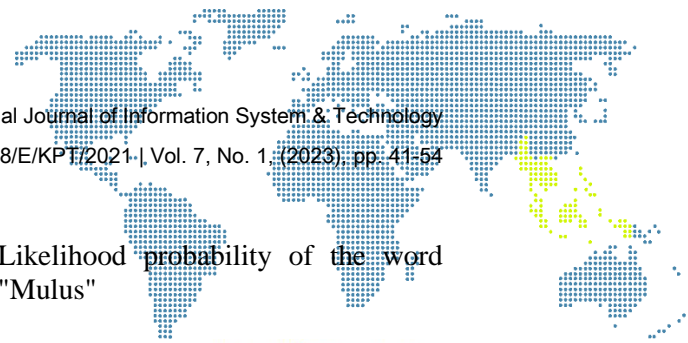 al Journal of Information System & Technology
8/E/KPT/2021 | Vol. 7, No. 1, (2023), pp. 41-54
Likelihood probability of the word
"Mulus"